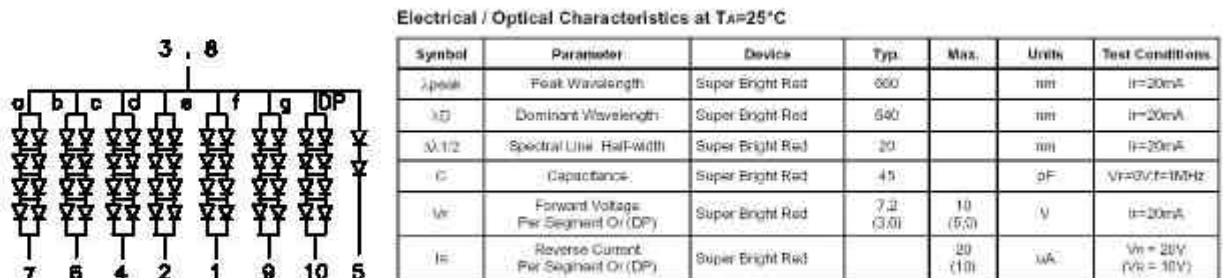 Electrical / Optical Characteristics at TA=25°C
3 , 8
a b c d e f g DP
7 6 4 2 1 9 10 5
Symbol Parameter Device Typ. Max. Units Test Conditions
λpeak Peak Wavelength Super Bright Red 660 nm IF=20mA
λD Dominant Wavelength Super Bright Red 640 nm IF=20mA
Δλ1/2 Spectral Line Half-width Super Bright Red 20 nm IF=20mA
C Capacitance Super Bright Red 45 pF VF=0V;f=1MHz
VF Forward Voltage Per Segment Or (DP) Super Bright Red 7.2 (3.0) 10 (5.0) V IF=20mA
IR Reverse Current Per Segment Or (DP) Super Bright Red 20 (10) uA VR = 20V (VR = 10V)